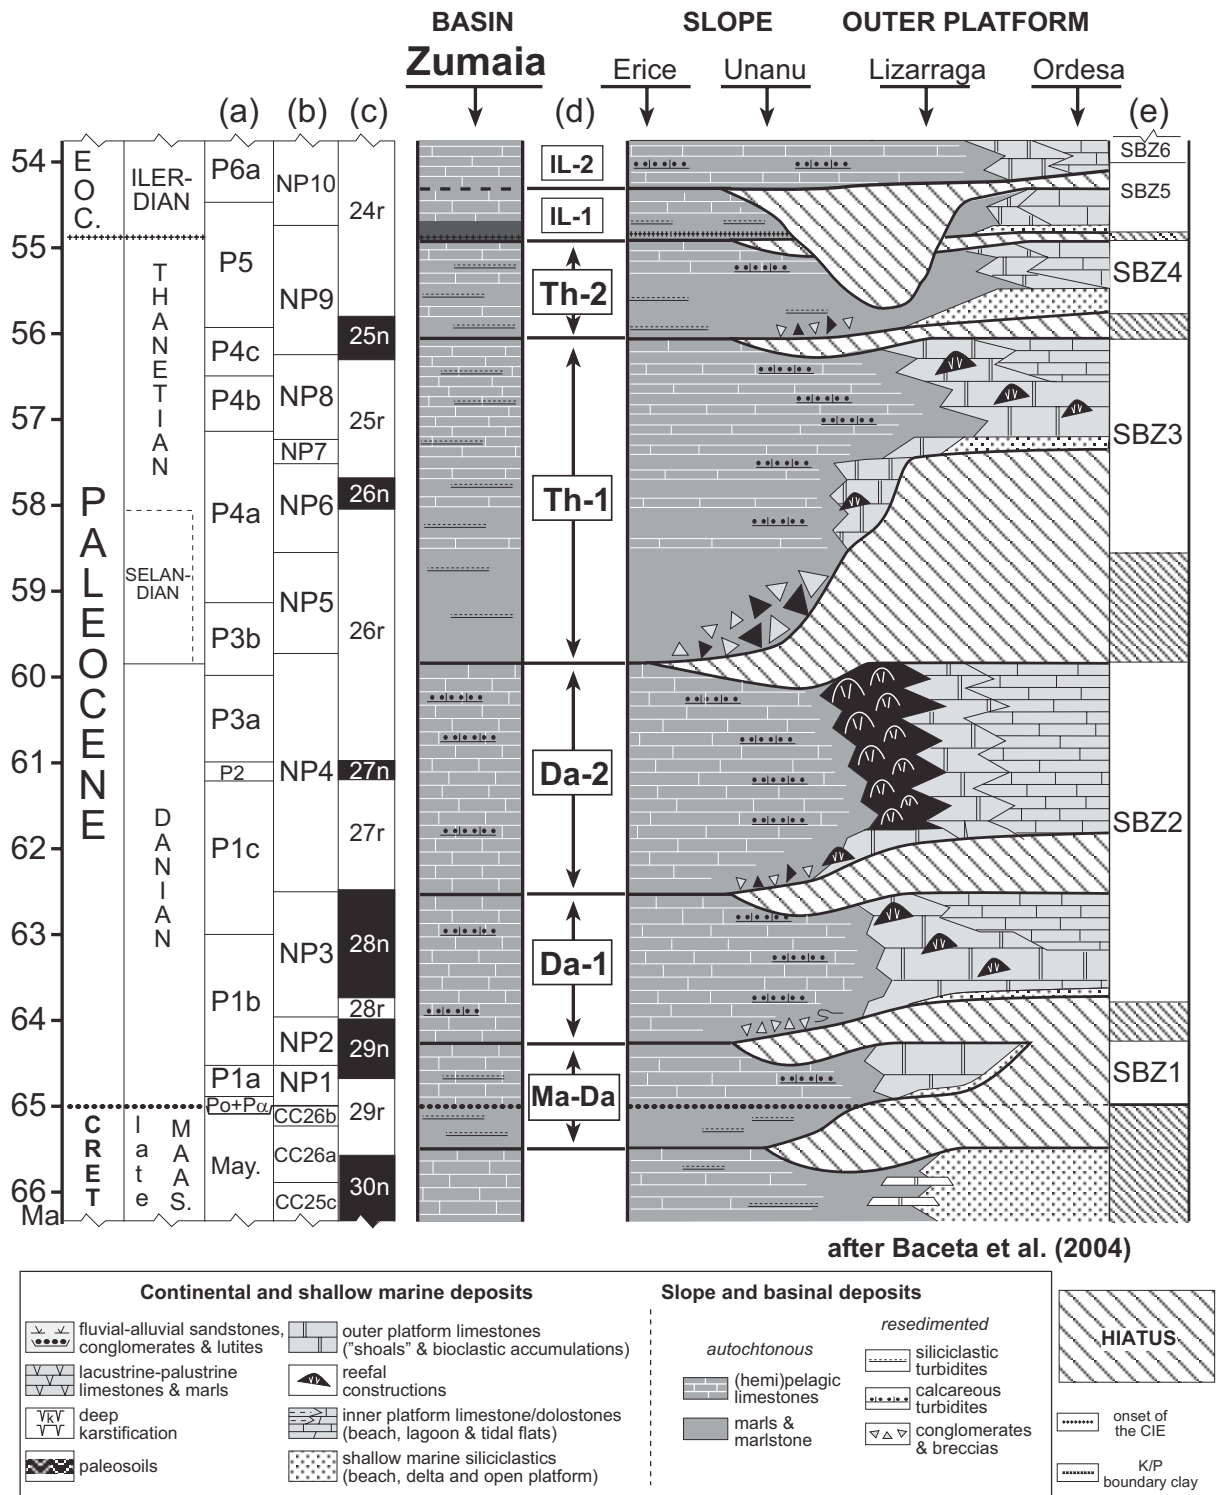 BASIN SLOPE OUTER PLATFORM
Zumaia Erice Unanu Lizarraga Ordesa
(a) (b) (c) (d) (e)
54
55
56
57
58
59
60
61
62
63
64
65
66
Ma
EOC.
PALEOCENE
CRET
ILER-
DIAN
THANETIAN
SELAN-
DIAN
DANIAN
late
MAAS.
P6a
P5
P4c
P4b
P4a
P3b
P3a
P2
P1c
P1b
P1a
Po+Pα
May.
NP10
NP9
NP8
NP7
NP6
NP5
NP4
NP3
NP2
NP1
CC26b
CC26a
CC25c
24r
25n
25r
26n
26r
27n
27r
28n
28r
29n
29r
30n
IL-2
IL-1
Th-2
Th-1
Da-2
Da-1
Ma-Da
SBZ6
SBZ5
SBZ4
SBZ3
SBZ2
SBZ1
after Baceta et al. (2004)
Continental and shallow marine deposits
fluvial-alluvial sandstones,
conglomerates & lutites
lacustrine-palustrine
limestones & marls
k
deep
karstification
paleosoils
outer platform limestones
("shoals" & bioclastic accumulations)
reefal
constructions
inner platform limestone/dolostones
(beach, lagoon & tidal flats)
shallow marine siliciclastics
(beach, delta and open platform)
Slope and basinal deposits
autochtonous
(hemi)pelagic
limestones
marls &
marlstone
resedimented
siliciclastic
turbidites
calcareous
turbidites
conglomerates
& breccias
HIATUS
onset of
the CIE
K/P
boundary clay